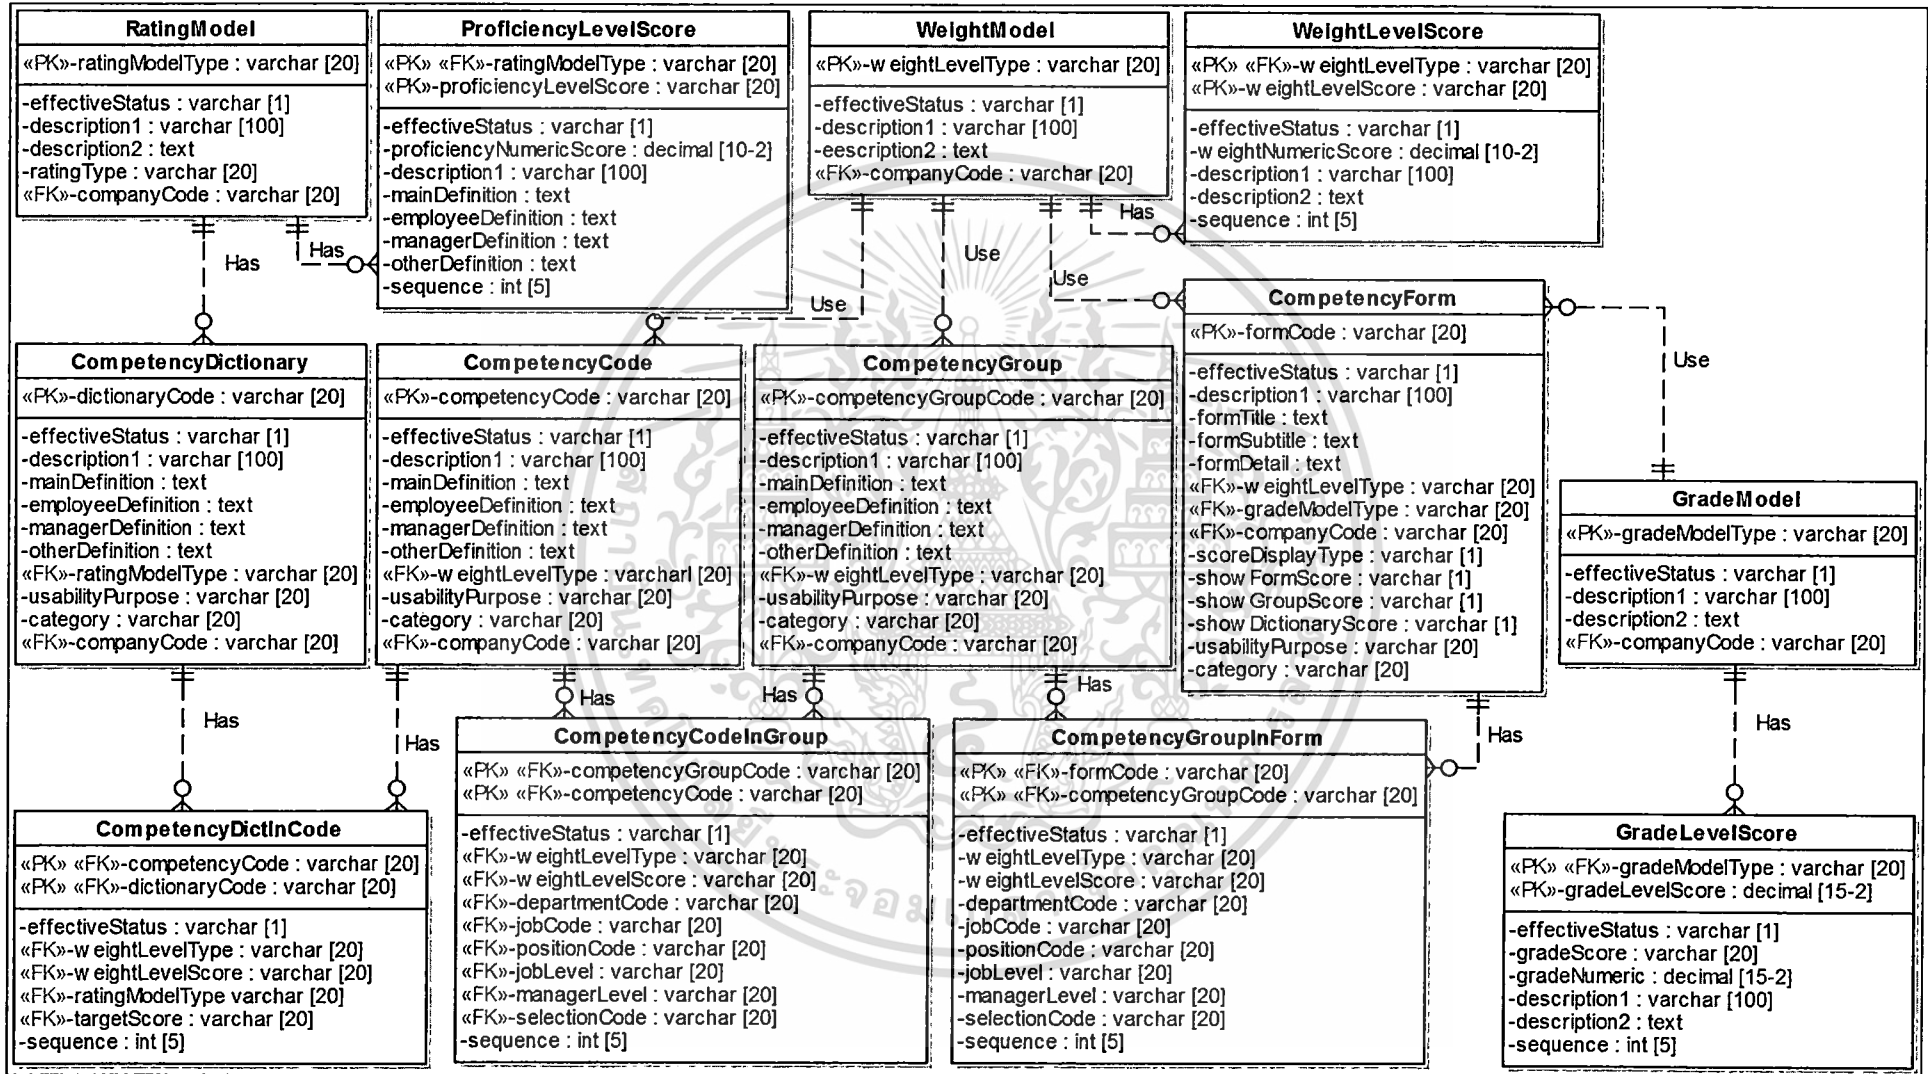 RatingModel
«PK»-ratingModelType : varchar [20]
-effectiveStatus : varchar [1]
-description1 : varchar [100]
-description2 : text
-ratingType : varchar [20]
«FK»-companyCode : varchar [20]
ProficiencyLevelScore
«PK» «FK»-ratingModelType : varchar [20]
«PK»-proficiencyLevelScore : varchar [20]
-effectiveStatus : varchar [1]
-proficiencyNumericScore : decimal [10-2]
-description1 : varchar [100]
-mainDefinition : text
-employeeDefinition : text
-managerDefinition : text
-otherDefinition : text
-sequence : int [5]
WeightModel
«PK»-weightLevelType : varchar [20]
-effectiveStatus : varchar [1]
-description1 : varchar [100]
-eescription2 : text
«FK»-companyCode : varchar [20]
WeightLevelScore
«PK» «FK»-weightLevelType : varchar [20]
«PK»-weightLevelScore : varchar [20]
-effectiveStatus : varchar [1]
-weightNumericScore : decimal [10-2]
-description1 : varchar [100]
-description2 : text
-sequence : int [5]
Has
Has
Use
Use
Use
Has
Use
CompetencyDictionary
«PK»-dictionaryCode : varchar [20]
-effectiveStatus : varchar [1]
-description1 : varchar [100]
-mainDefinition : text
-employeeDefinition : text
-managerDefinition : text
-otherDefinition : text
«FK»-ratingModelType : varchar [20]
-usabilityPurpose : varchar [20]
-category : varchar [20]
«FK»-companyCode : varchar [20]
CompetencyCode
«PK»-competencyCode : varchar [20]
-effectiveStatus : varchar [1]
-description1 : varchar [100]
-mainDefinition : text
-employeeDefinition : text
-managerDefinition : text
-otherDefinition : text
«FK»-weightLevelType : varcharl [20]
-usabilityPurpose : varchar [20]
-category : varchar [20]
«FK»-companyCode : varchar [20]
CompetencyGroup
«PK»-competencyGroupCode : varchar [20]
-effectiveStatus : varchar [1]
-description1 : varchar [100]
-mainDefinition : text
-employeeDefinition : text
-managerDefinition : text
-otherDefinition : text
«FK»-weightLevelType : varchar [20]
-usabilityPurpose : varchar [20]
-category : varchar [20]
«FK»-companyCode : varchar [20]
CompetencyForm
«PK»-formCode : varchar [20]
-effectiveStatus : varchar [1]
-description1 : varchar [100]
-formTitle : text
-formSubtitle : text
-formDetail : text
«FK»-weightLevelType : varchar [20]
«FK»-gradeModelType : varchar [20]
«FK»-companyCode : varchar [20]
-scoreDisplayType : varchar [1]
-showFormScore : varchar [1]
-showGroupScore : varchar [1]
-showDictionaryScore : varchar [1]
-usabilityPurpose : varchar [20]
-category : varchar [20]
GradeModel
«PK»-gradeModelType : varchar [20]
-effectiveStatus : varchar [1]
-description1 : varchar [100]
-description2 : text
«FK»-companyCode : varchar [20]
Has
Has
Has
Has
Has
Has
Has
CompetencyDictInCode
«PK» «FK»-competencyCode : varchar [20]
«PK» «FK»-dictionaryCode : varchar [20]
-effectiveStatus : varchar [1]
«FK»-weightLevelType : varchar [20]
«FK»-weightLevelScore : varchar [20]
«FK»-ratingModelType varchar [20]
«FK»-targetScore : varchar [20]
-sequence : int [5]
CompetencyCodeInGroup
«PK» «FK»-competencyGroupCode : varchar [20]
«PK» «FK»-competencyCode : varchar [20]
-effectiveStatus : varchar [1]
«FK»-weightLevelType : varchar [20]
«FK»-weightLevelScore : varchar [20]
«FK»-departmentCode : varchar [20]
«FK»-jobCode : varchar [20]
«FK»-positionCode : varchar [20]
«FK»-jobLevel : varchar [20]
«FK»-managerLevel : varchar [20]
«FK»-selectionCode : varchar [20]
-sequence : int [5]
CompetencyGroupInForm
«PK» «FK»-formCode : varchar [20]
«PK» «FK»-competencyGroupCode : varchar [20]
-effectiveStatus : varchar [1]
-weightLevelType : varchar [20]
-weightLevelScore : varchar [20]
-departmentCode : varchar [20]
-jobCode : varchar [20]
-positionCode : varchar [20]
-jobLevel : varchar [20]
-managerLevel : varchar [20]
-selectionCode : varchar [20]
-sequence : int [5]
GradeLevelScore
«PK» «FK»-gradeModelType : varchar [20]
«PK»-gradeLevelScore : decimal [15-2]
-effectiveStatus : varchar [1]
-gradeScore : varchar [20]
-gradeNumeric : decimal [15-2]
-description1 : varchar [100]
-description2 : text
-sequence : int [5]